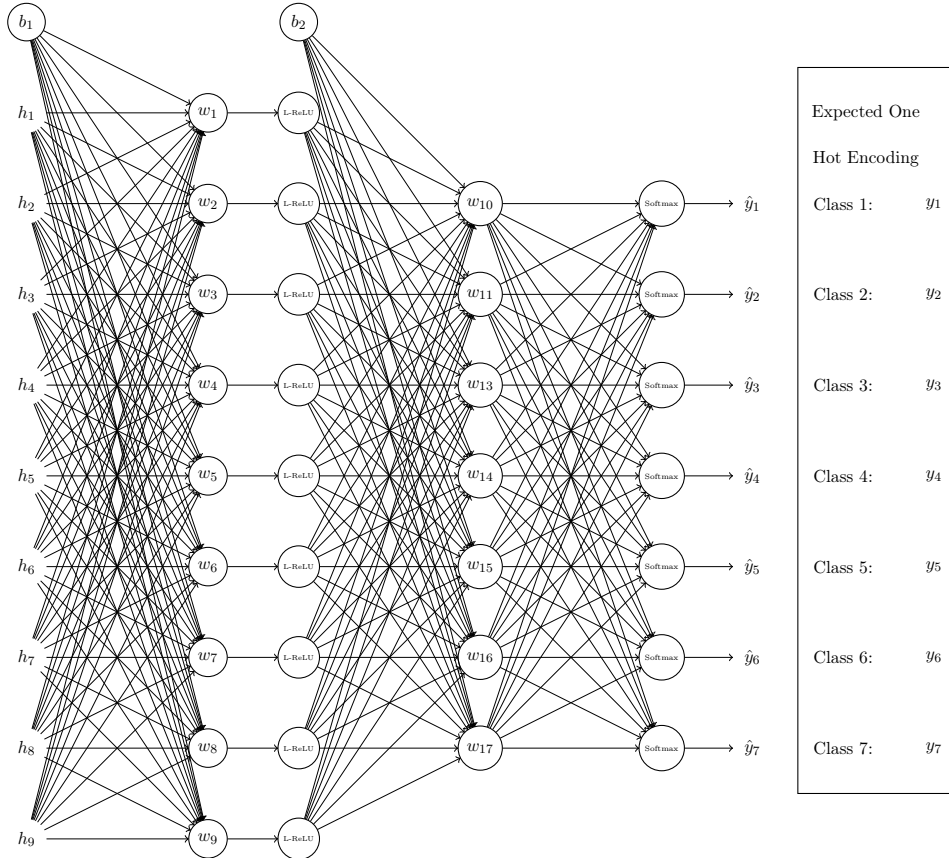 b₁ b₂
Expected One
h₁ w₁ L-ReLU
Hot Encoding
h₂ w₂ L-ReLU w₁₀ Softmax ŷ₁ Class 1: y₁
h₃ w₃ L-ReLU w₁₁ Softmax ŷ₂ Class 2: y₂
h₄ w₄ L-ReLU w₁₃ Softmax ŷ₃ Class 3: y₃
h₅ w₅ L-ReLU w₁₄ Softmax ŷ₄ Class 4: y₄
h₆ w₆ L-ReLU w₁₅ Softmax ŷ₅ Class 5: y₅
h₇ w₇ L-ReLU w₁₆ Softmax ŷ₆ Class 6: y₆
h₈ w₈ L-ReLU w₁₇ Softmax ŷ₇ Class 7: y₇
h₉ w₉ L-ReLU